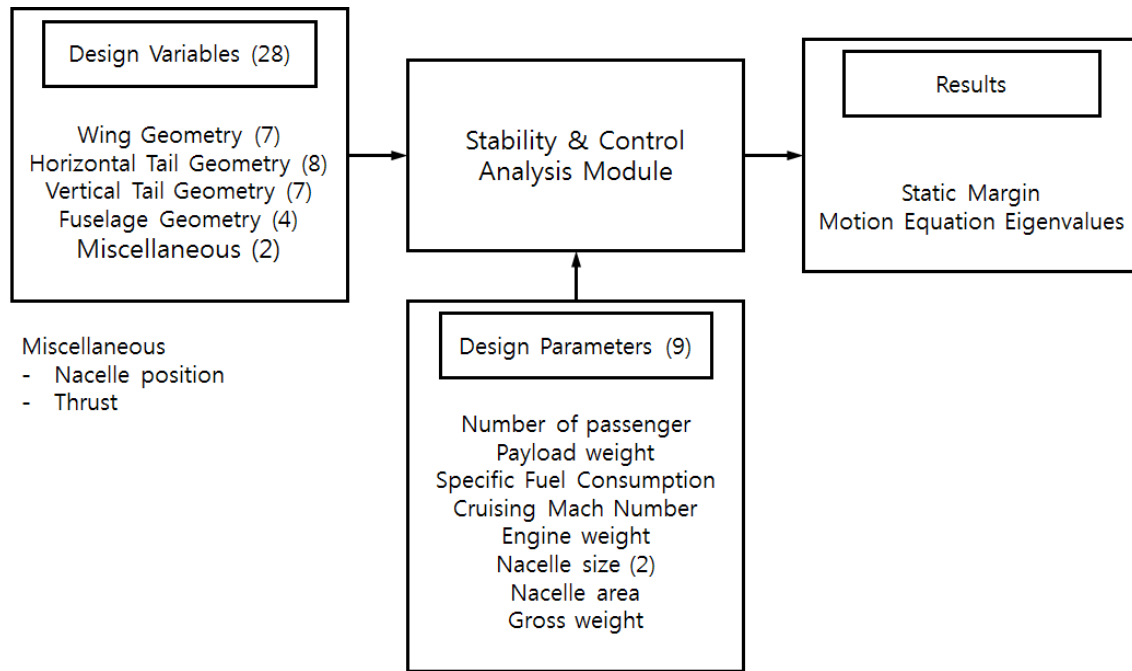 Design Variables (28)
Wing Geometry (7)
Horizontal Tail Geometry (8)
Vertical Tail Geometry (7)
Fuselage Geometry (4)
Miscellaneous (2)
Miscellaneous
- Nacelle position
- Thrust
Stability & Control
Analysis Module
Design Parameters (9)
Number of passenger
Payload weight
Specific Fuel Consumption
Cruising Mach Number
Engine weight
Nacelle size (2)
Nacelle area
Gross weight
Results
Static Margin
Motion Equation Eigenvalues